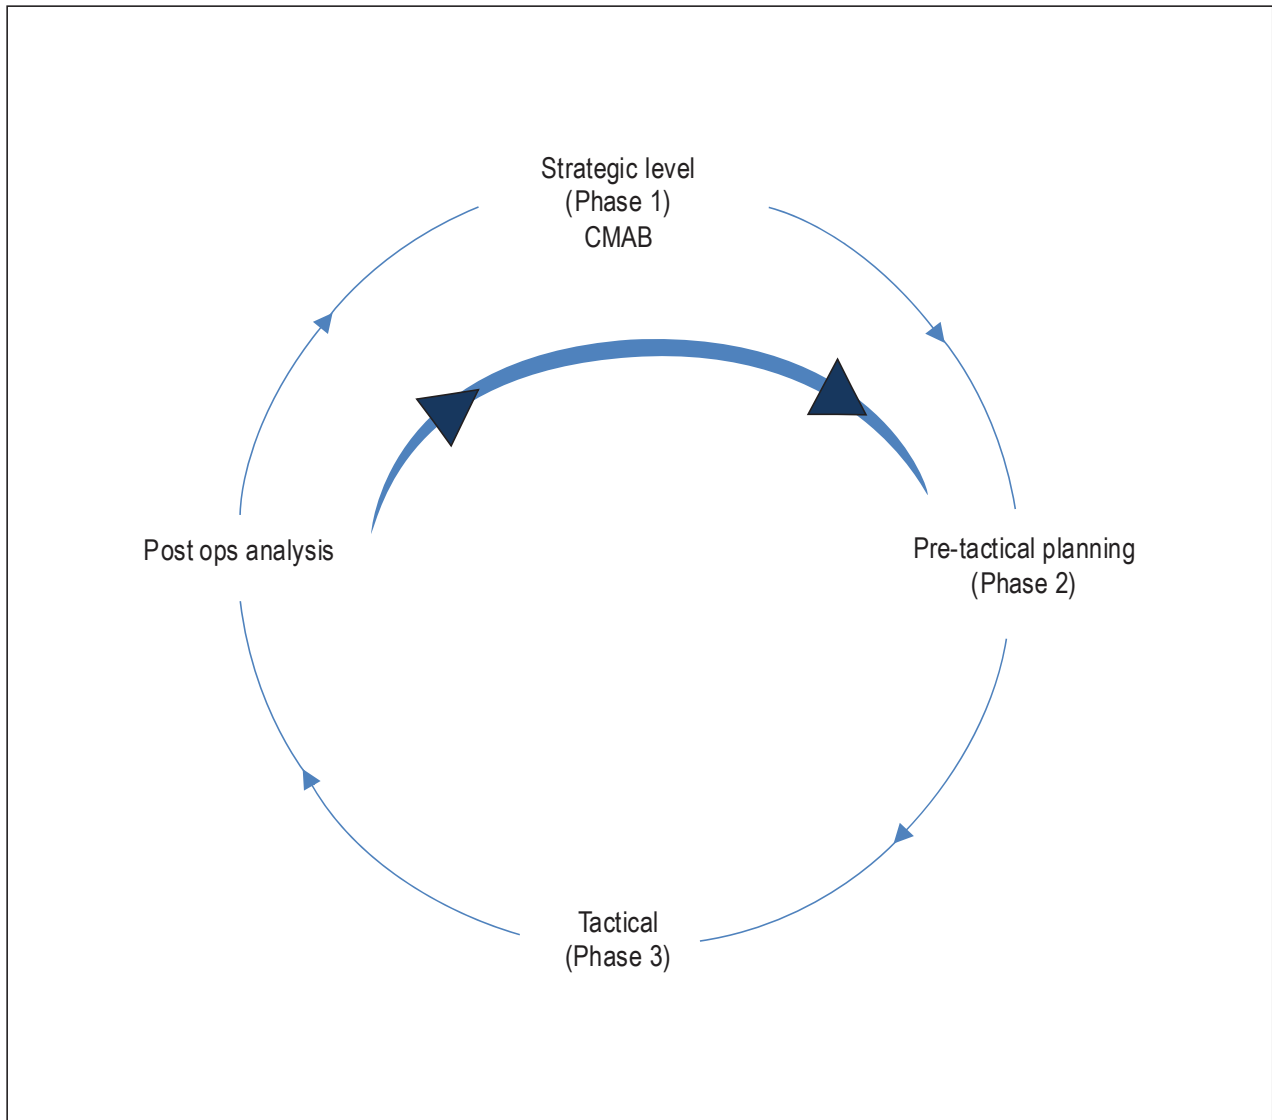 Strategic level
(Phase 1)
CMAB
Post ops analysis
Pre-tactical planning
(Phase 2)
Tactical
(Phase 3)